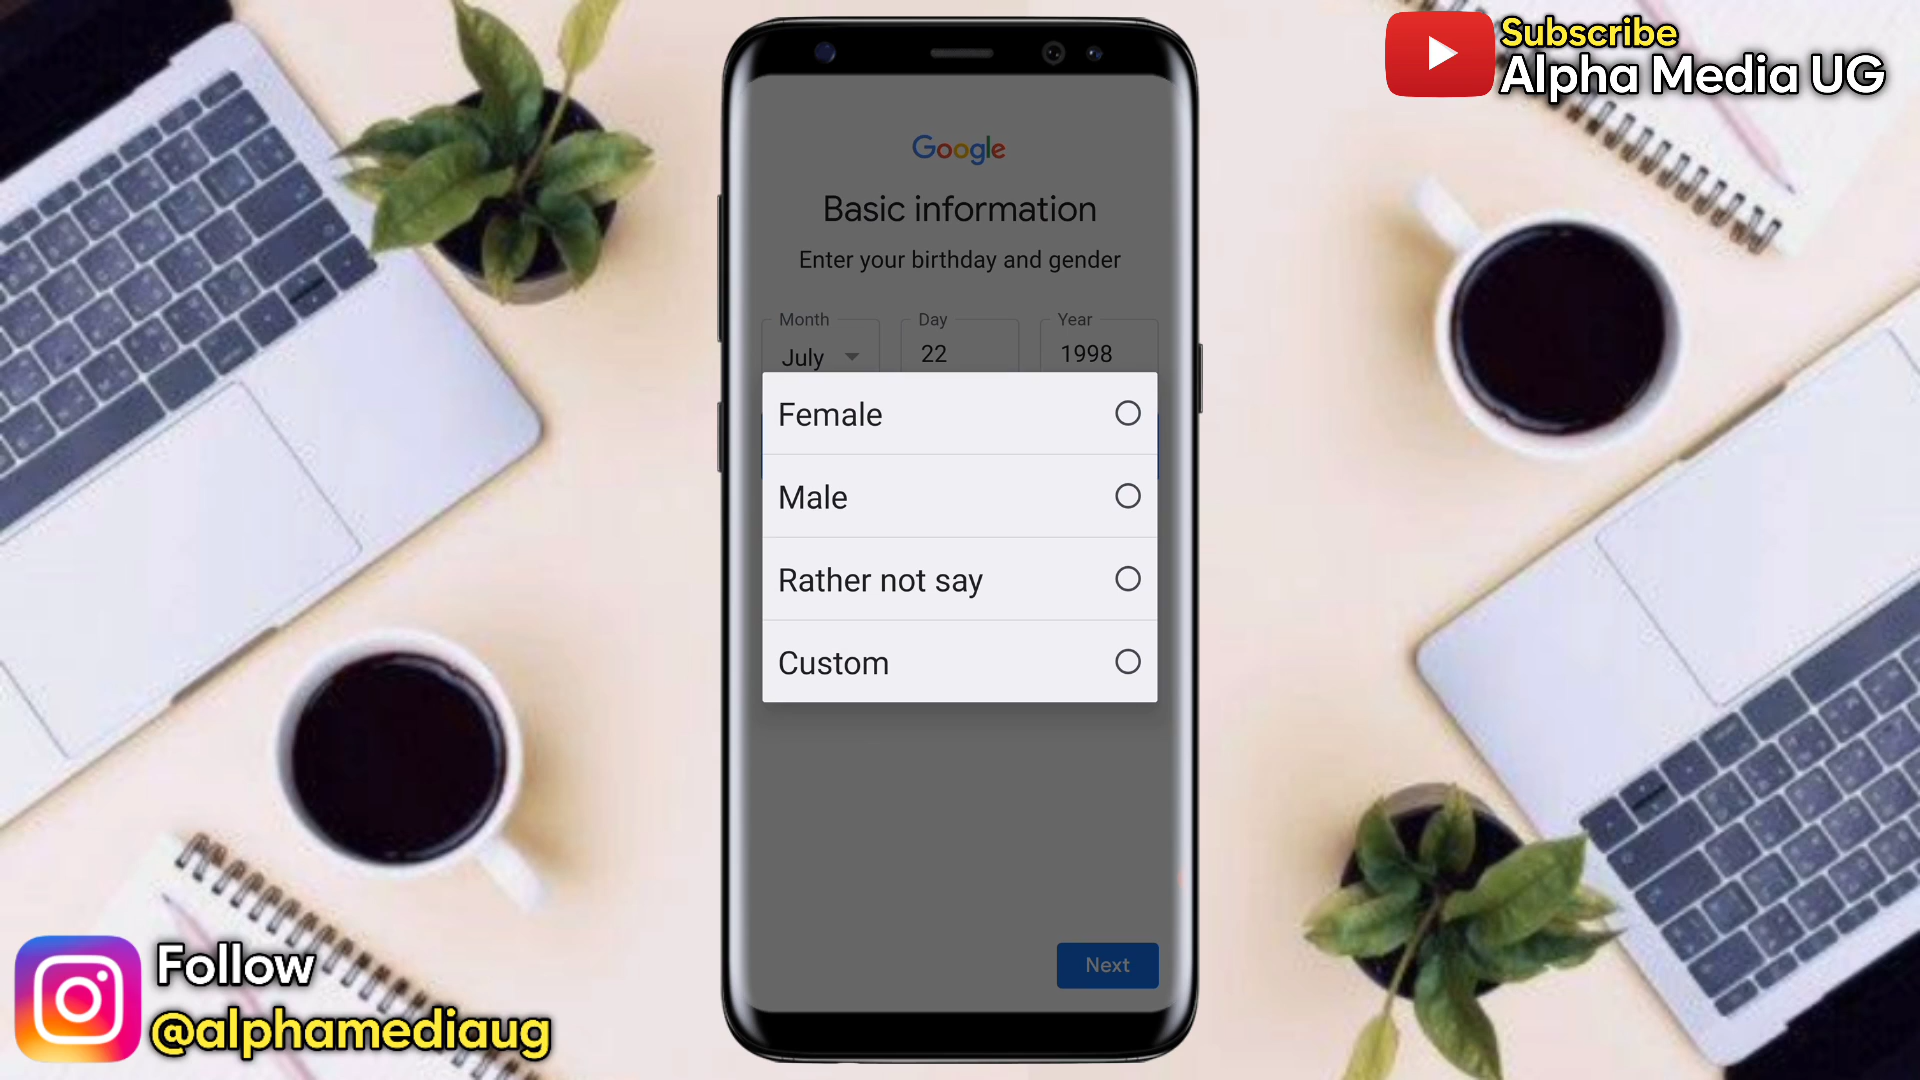 Subscribe
Alpha Media UG
Google
Basic information
Enter your birthday and gender
Month
Day
Year
July
22
1998
Female
Male
Rather not say
Custom
Next
Follow
@alphamediaug